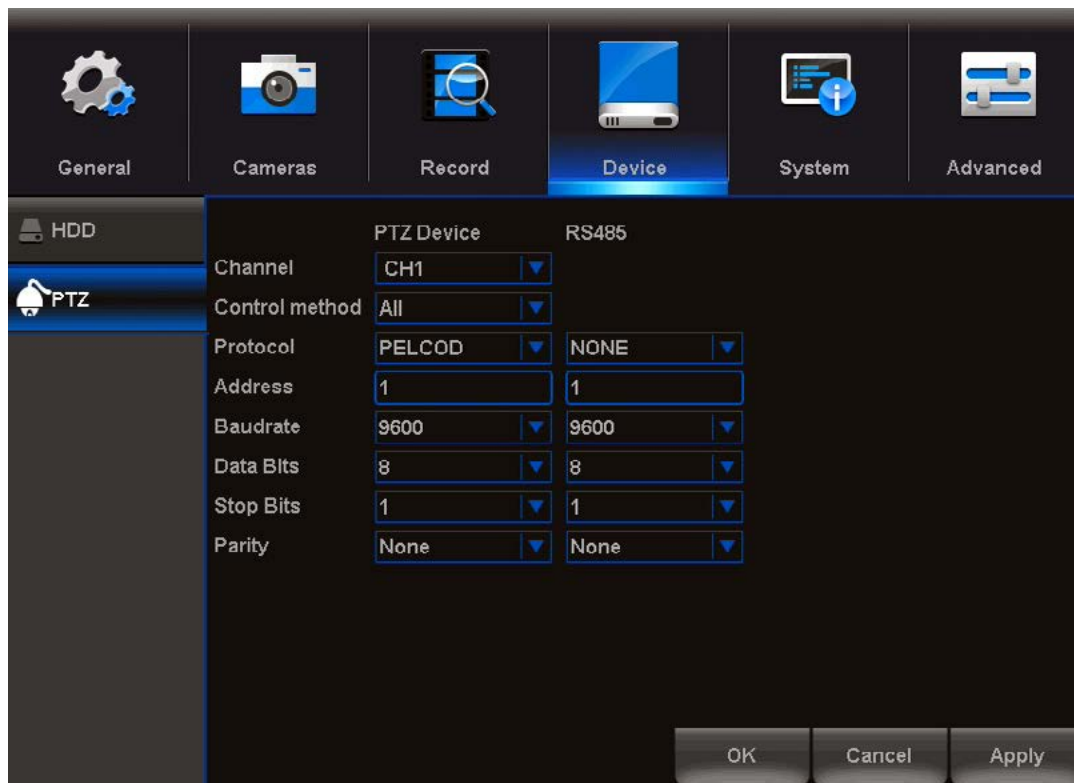 General Cameras Record Device System Advanced
HDD
PTZ
PTZ Device RS485
Channel CH1
Control method All
Protocol PELCOD NONE
Address 1 1
Baudrate 9600 9600
Data BIts 8 8
Stop Bits 1 1
Parity None None
OK Cancel Apply